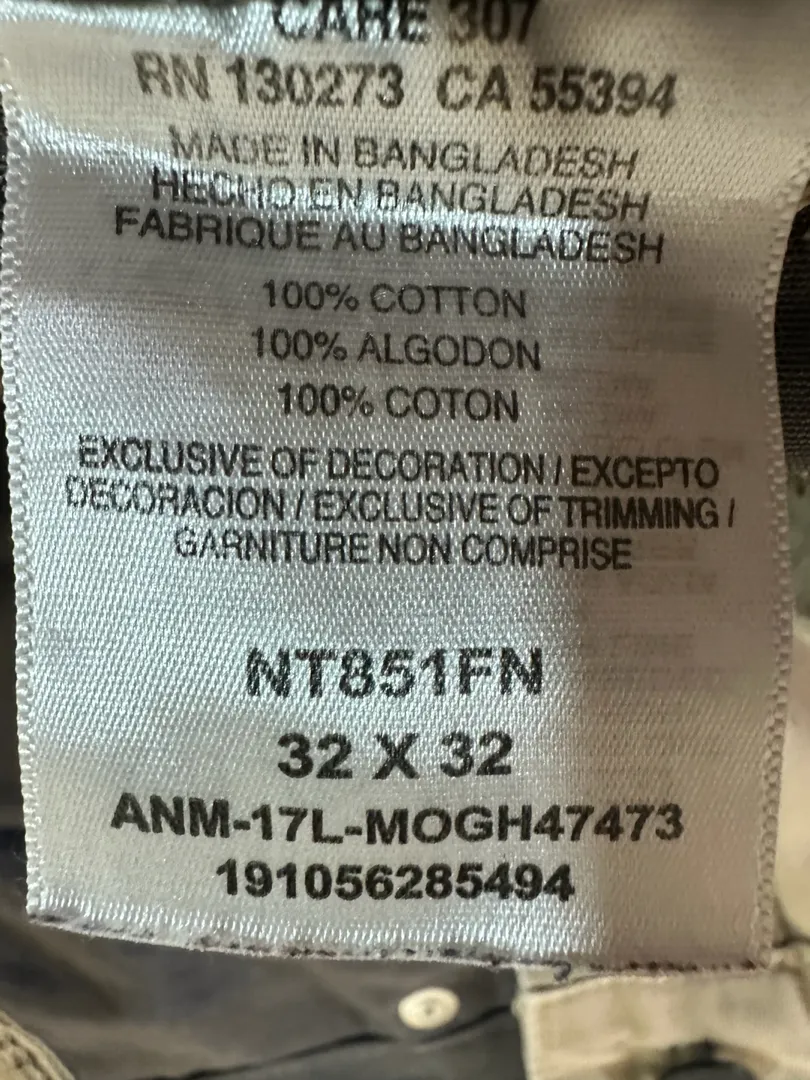 CARE 307
RN 130273 CA 55394
MADE IN BANGLADESH
HECHO EN BANGLADESH
FABRIQUE AU BANGLADESH
100% COTTON
100% ALGODON
100% COTON
EXCLUSIVE OF DECORATION / EXCEPTO
DECORACION / EXCLUSIVE OF TRIMMING /
GARNITURE NON COMPRISE
NT851FN
32 X 32
ANM-17L-MOGH47473
191056285494